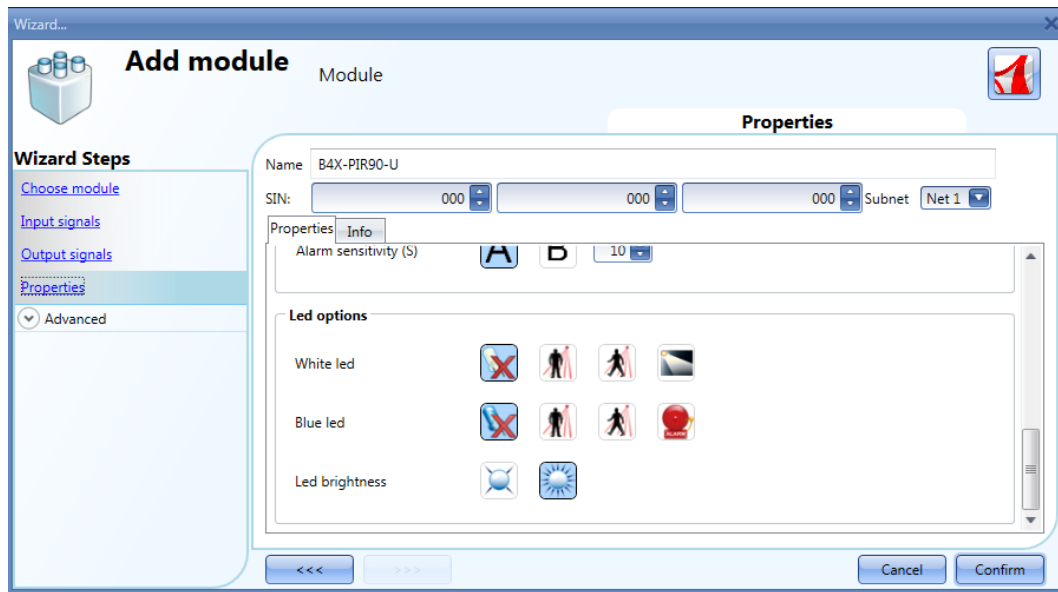 Wizard...
Add module
Module
Properties
Wizard Steps
Choose module
Input signals
Output signals
Properties
Advanced
Name B4X-PIR90-U
SIN: 000 000 000 Subnet Net 1
Properties Info
Alarm sensitivity (S) A B 10
Led options
White led
Blue led
ALARM
Led brightness
<<< >>> Cancel Confirm